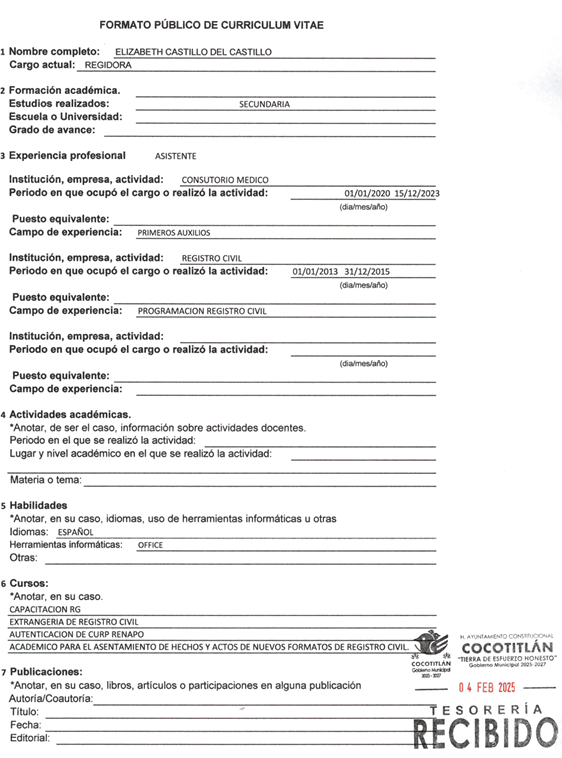 FORMATO PÚBLICO DE CURRICULUM VITAE
1 Nombre completo: ELIZABETH CASTILLO DEL CASTILLO
Cargo actual: REGIDORA
2 Formación académica.
Estudios realizados: SECUNDARIA
Escuela o Universidad:
Grado de avance:
3 Experiencia profesional ASISTENTE
Institución, empresa, actividad: CONSUTORIO MEDICO
Periodo en que ocupó el cargo o realizó la actividad: 01/01/2020 15/12/2023
(dia/mes/año)
Puesto equivalente:
Campo de experiencia: PRIMEROS AUXILIOS
Institución, empresa, actividad: REGISTRO CIVIL
Periodo en que ocupó el cargo o realizó la actividad: 01/01/2013 31/12/2015
(dia/mes/año)
Puesto equivalente:
Campo de experiencia: PROGRAMACION REGISTRO CIVIL
Institución, empresa, actividad:
Periodo en que ocupó el cargo o realizó la actividad:
(dia/mes/año)
Puesto equivalente:
Campo de experiencia:
4 Actividades académicas.
*Anotar, de ser el caso, información sobre actividades docentes.
Periodo en el que se realizó la actividad:
Lugar y nivel académico en el que se realizó la actividad:
Materia o tema:
5 Habilidades
*Anotar, en su caso, idiomas, uso de herramientas informáticas u otras
Idiomas: ESPAÑOL
Herramientas informáticas: OFFICE
Otras:
6 Cursos:
*Anotar, en su caso.
CAPACITACION RG
EXTRANGERIA DE REGISTRO CIVIL
AUTENTICACION DE CURP RENAPO
ACADEMICO PARA EL ASENTAMIENTO DE HECHOS Y ACTOS DE NUEVOS FORMATOS DE REGISTRO CIVIL.
7 Publicaciones:
*Anotar, en su caso, libros, artículos o participaciones en alguna publicación
Autoría/Coautoría:
Título:
Fecha:
Editorial:
COCOTITLÁN
Gobierno Municipal
2025 - 2027
H. AYUNTAMIENTO CONSTITUCIONAL
COCOTITLÁN
"TIERRA DE ESFUERZO HONESTO"
Gobierno Municipal 2025-2027
04 FEB 2025
TESORERÍA
RECIBIDO